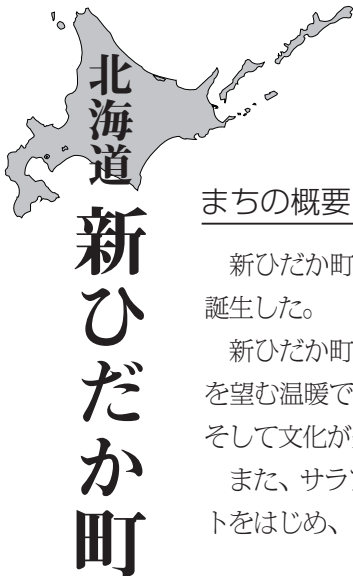 北海道
新ひだか町
まちの概要
新ひだか町
誕生した。
新ひだか町
を望む温暖で
そして文化が
また、サラ
トをはじめ、